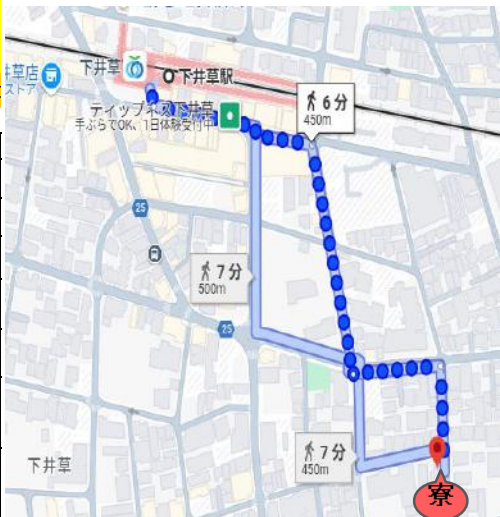 下井草
下井草駅
井草店
ストア
ティップネス下井草
手ぶらでOK、1日体験受付中
6分
450m
25
7分
500m
25
7分
450m
下井草
寮